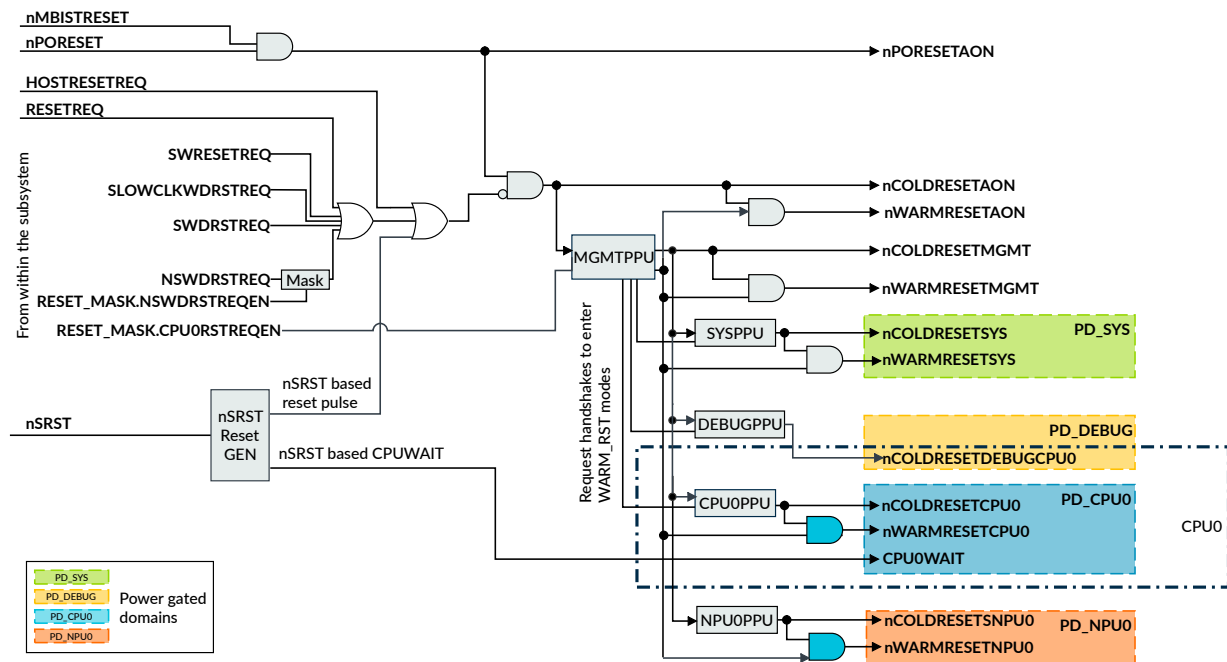 nMBISTRESET
nPORESET
nPORESETAON
HOSTRESETREQ
RESETREQ
From within the subsystem
SWRESETREQ
SLOWCLKWDRSTREQ
SWDRSTREQ
NSWDRSTREQ
Mask
RESET_MASK.NSWDRSTREQEN
RESET_MASK.CPU0RSTREQEN
nCOLDRESETAON
nWARMRESETAON
MGMTPPU
nCOLDRESETMGMT
nWARMRESETMGMT
Request handshakes to enter
WARM_RST modes
SYSPPU
nCOLDRESETSYS
PD_SYS
nWARMRESETSYS
nSRST based
reset pulse
nSRST
nSRST
Reset
GEN
nSRST based CPUWAIT
DEBUGPPU
PD_DEBUG
nCOLDRESETDEBUGCPU0
CPU0PPU
nCOLDRESETCPU0
PD_CPU0
nWARMRESETCPU0
CPU0WAIT
CPU0
NPU0PPU
nCOLDRESETSNPU0
PD_NPU0
nWARMRESETNPU0
PD_SYS
PD_DEBUG
PD_CPU0
PD_NPU0
Power gated
domains